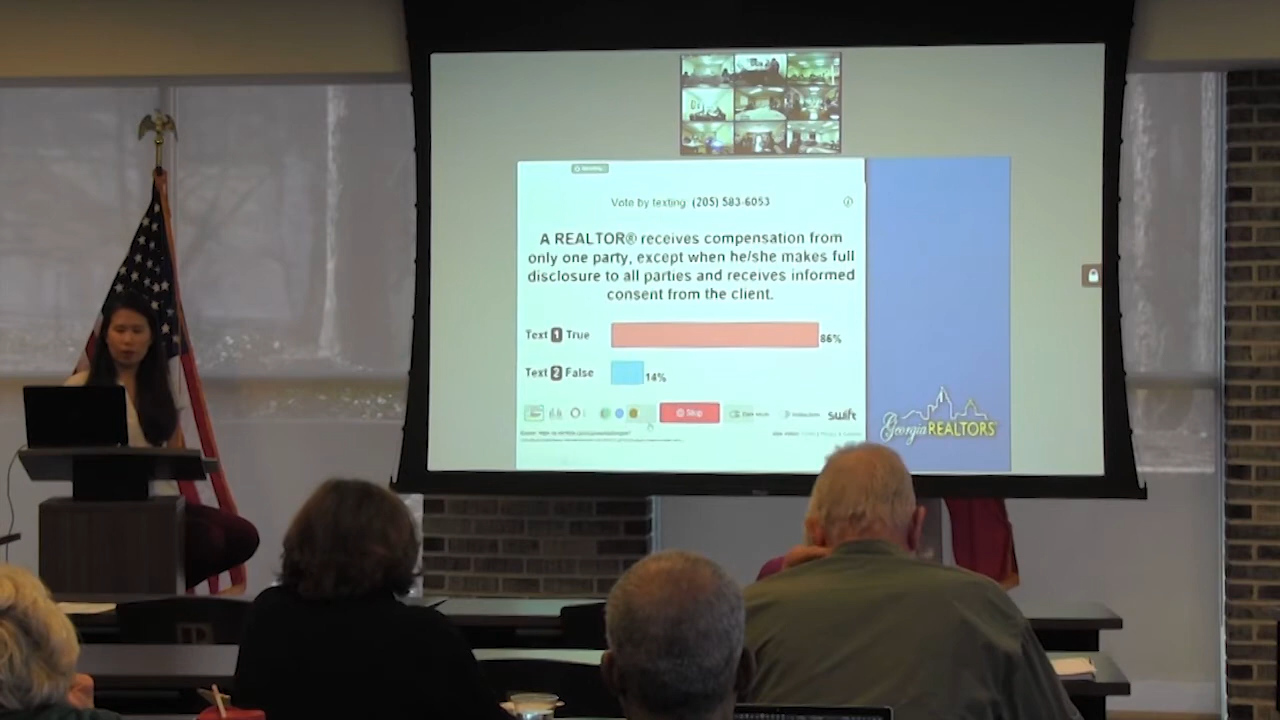 Vote by texting (205) 583-6053
A REALTOR® receives compensation from
only one party, except when he/she makes full
disclosure to all parties and receives informed
consent from the client.
Text 1 True
86%
Text 2 False
14%
Stop
swift
Georgia REALTORS®